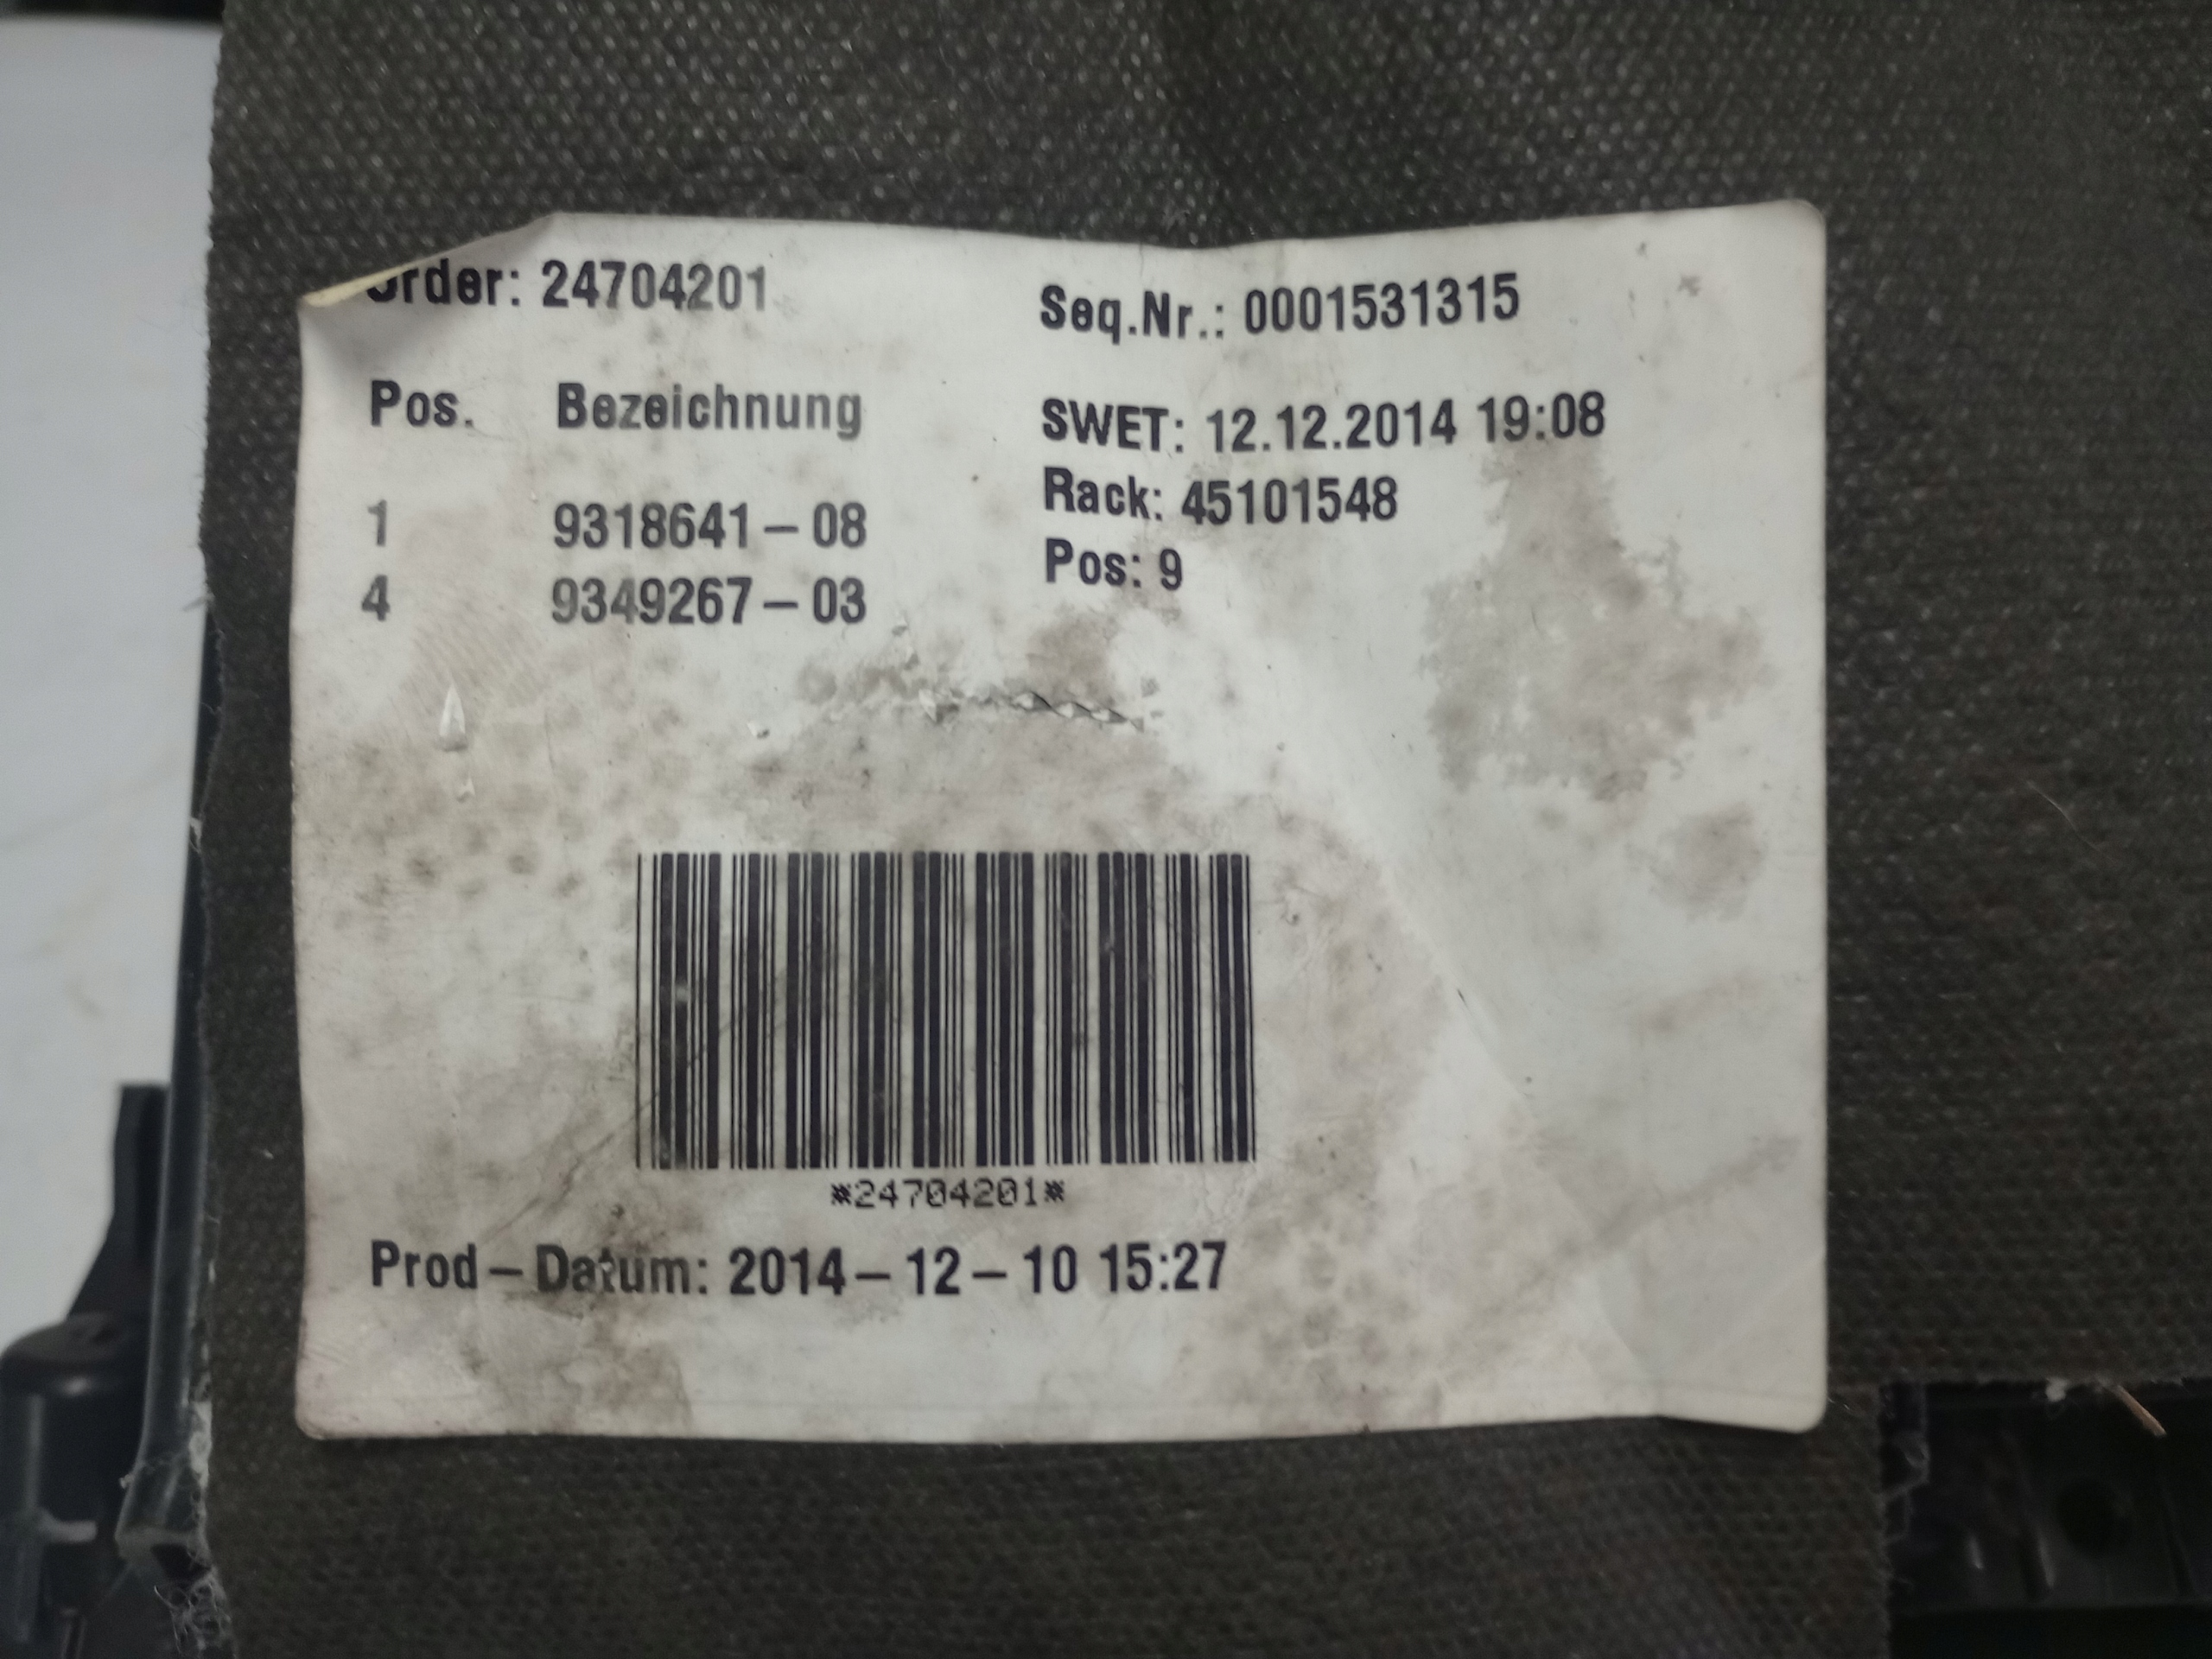 Order: 24704201
Seq.Nr.: 0001531315
Pos. Bezeichnung
SWET: 12.12.2014 19:08
1 9318641-08
Rack: 45101548
4 9349267-03
Pos: 9
*24704201*
Prod-Datum: 2014-12-10 15:27